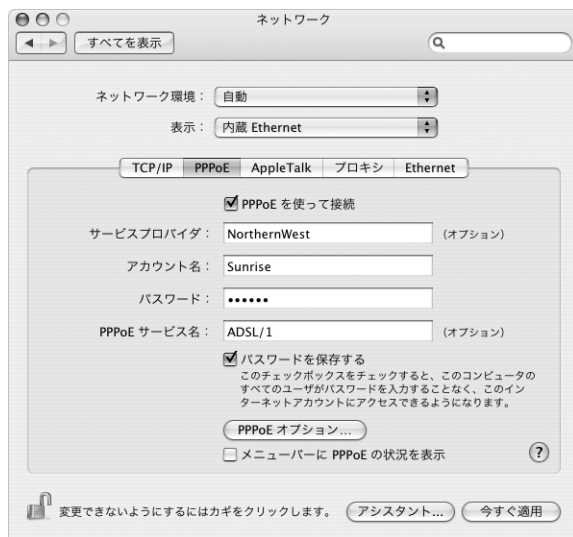 ネットワーク
すべてを表示
ネットワーク環境： 自動
表示： 内蔵 Ethernet
TCP/IP PPPoE AppleTalk プロキシ Ethernet
PPPoE を使って接続
サービスプロバイダ： NorthernWest (オプション)
アカウント名： Sunrise
パスワード： ••••••
PPPoE サービス名： ADSL/1 (オプション)
パスワードを保存する
このチェックボックスをチェックすると、このコンピュータの
すべてのユーザがパスワードを入力することなく、このイン
ターネットアカウントにアクセスできるようになります。
PPPoE オプション...
メニューバーに PPPoE の状況を表示
?
変更できないようにするにはカギをクリックします。 アシスタント... 今すぐ適用